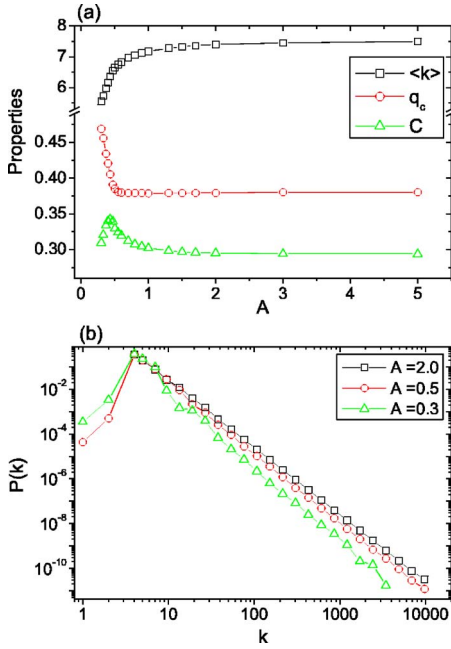 (a)
8
7
6
0.45
0.40
0.35
0.30
Properties
<k>
q_c
C
0 1 2 3 4 5
A
(b)
10^-2
10^-4
10^-6
10^-8
10^-10
P(k)
A =2.0
A =0.5
A =0.3
1 10 100 1000 10000
k